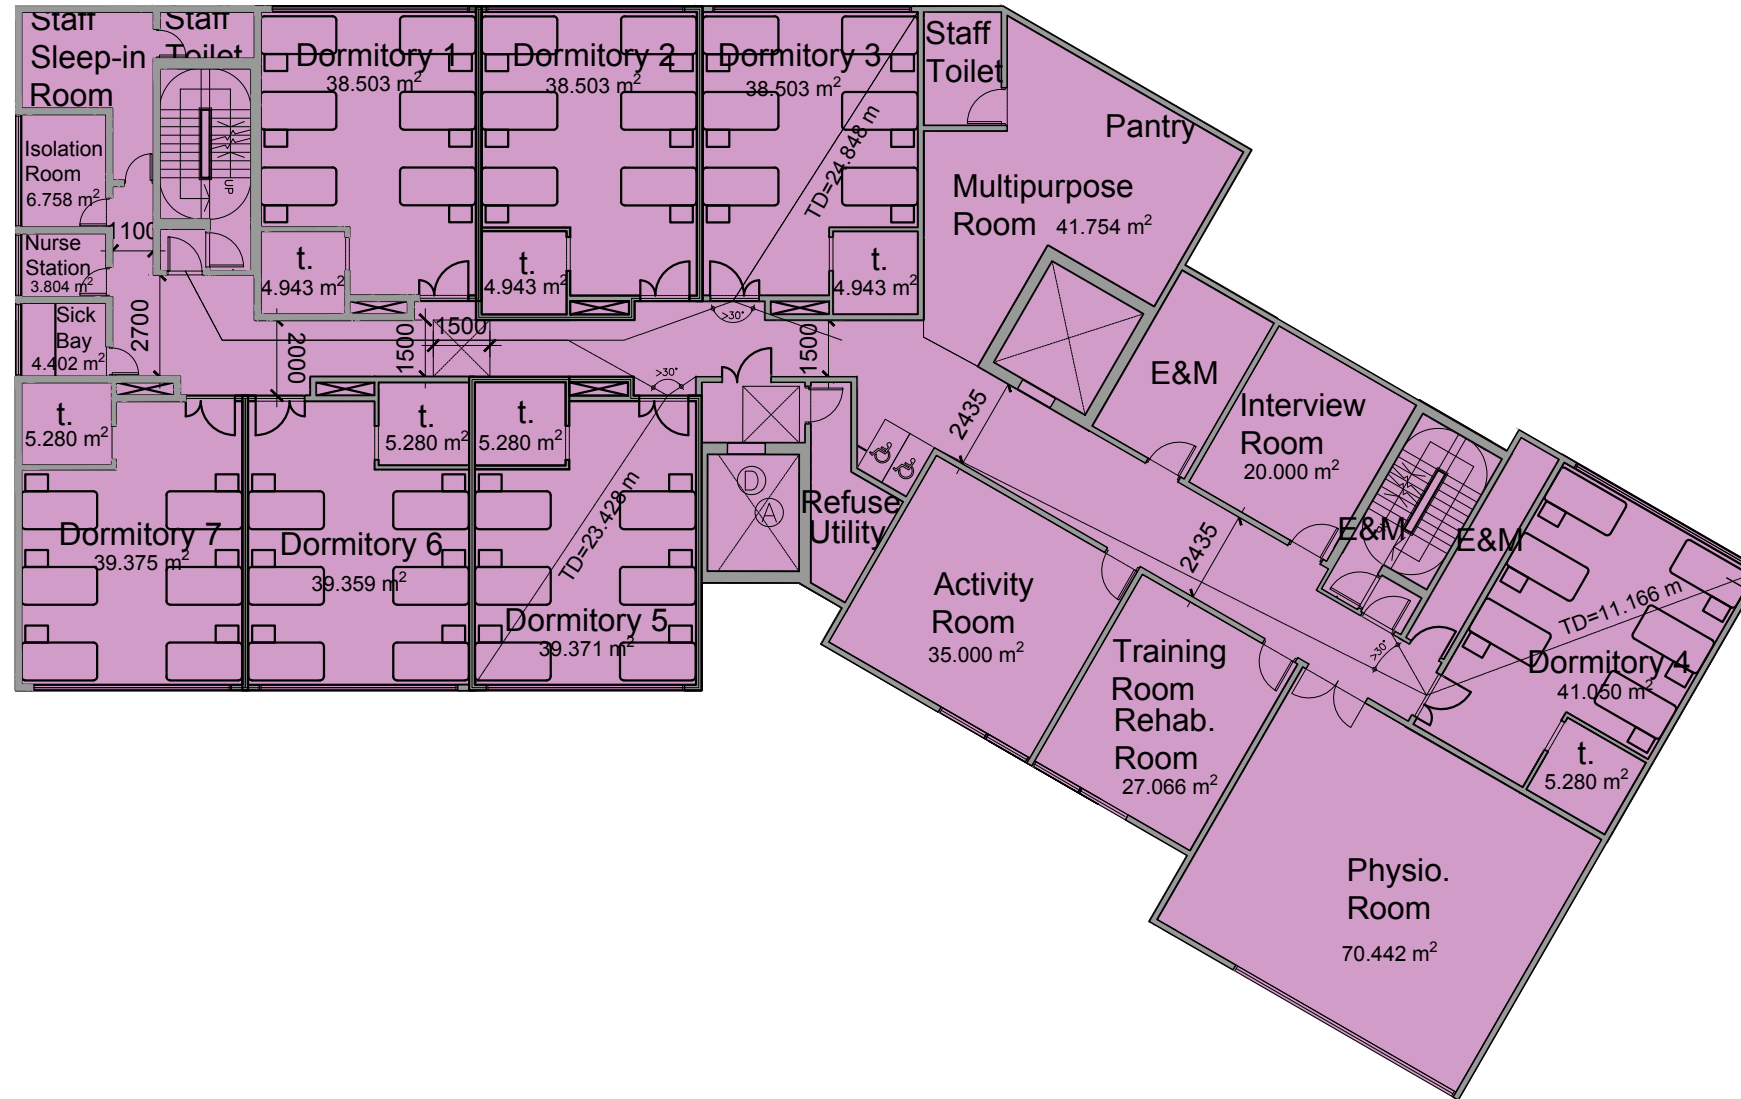 Staff
Sleep-in
Room
Staff
Toilet
Dormitory 1
38.503 m²
Dormitory 2
38.503 m²
Dormitory 3
38.503 m²
Staff
Toilet
Pantry
Isolation
Room
6.758 m²
UP
TD=24.848 m
Multipurpose
Room 41.754 m²
1100
Nurse
Station
3.804 m²
t.
4.943 m²
t.
4.943 m²
t.
4.943 m²
Sick
Bay
4.402 m²
2700
2000
1500
1500
>30°
1500
>30°
E&M
2435
Interview
Room
20.000 m²
t.
5.280 m²
t.
5.280 m²
t.
5.280 m²
TD=23.428 m
D
A
Refuse
Utility
2435
E&M
E&M
Dormitory 7
39.375 m²
Dormitory 6
39.359 m²
Dormitory 5
39.371 m²
Activity
Room
35.000 m²
Training
Room
Rehab.
Room
27.066 m²
TD=11.166 m
>30°
Dormitory 4
41.050 m²
t.
5.280 m²
Physio.
Room
70.442 m²